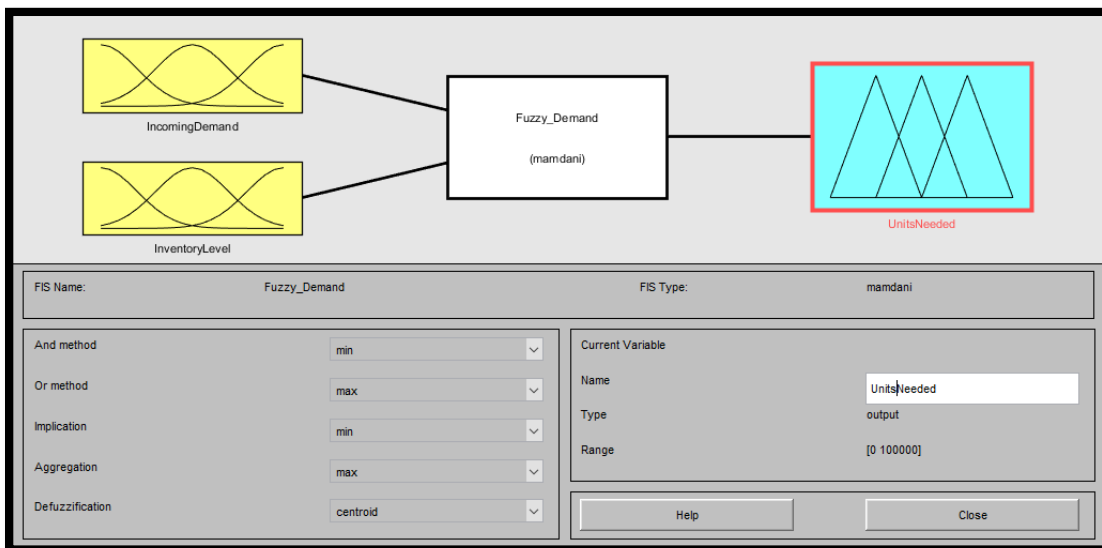 IncomingDemand
InventoryLevel
Fuzzy_Demand
(mamdani)
UnitsNeeded
FIS Name: Fuzzy_Demand FIS Type: mamdani
And method min
Or method max
Implication min
Aggregation max
Defuzzification centroid
Current Variable
Name UnitsNeeded
Type output
Range [0 100000]
Help Close